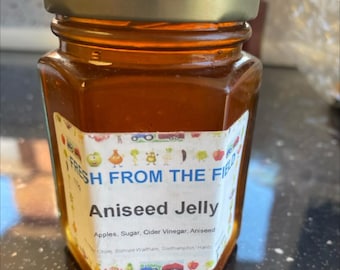 FRESH FROM THE FIELD
Aniseed Jelly
Apples, Sugar, Cider Vinegar, Aniseed